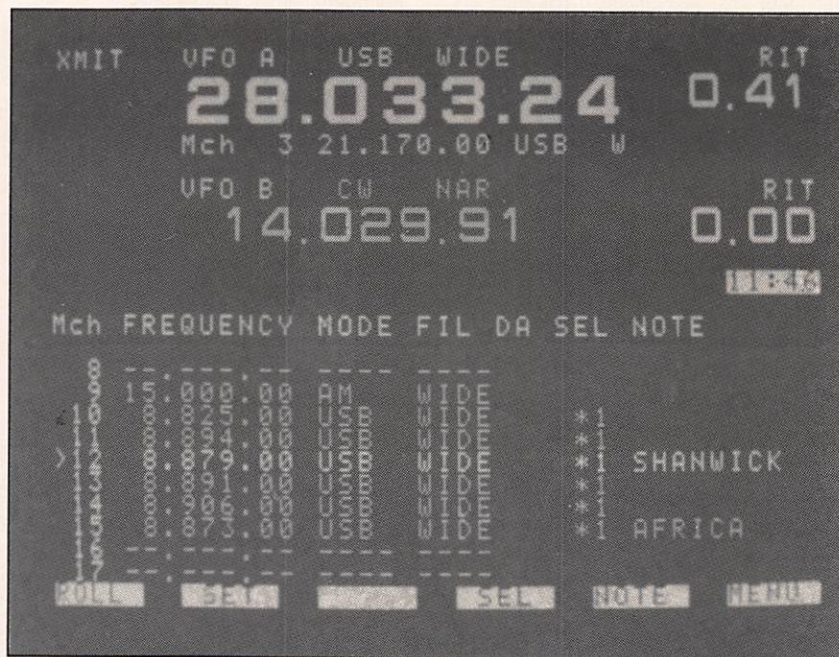 XMIT VFO A USB WIDE RIT
28.033.24 0.41
Mch 3 21.170.00 USB W
VFO B CW NAR RIT
14.029.91 0.00
11:46
Mch FREQUENCY MODE FIL DA SEL NOTE
8 --.---.-- ---- ----
9 15.000.00 AM WIDE
10 8.825.00 USB WIDE *1
11 8.894.00 USB WIDE *1
>12 8.879.00 USB WIDE *1 SHANWICK
13 8.891.00 USB WIDE *1
14 8.906.00 USB WIDE *1
15 8.873.00 USB WIDE *1 AFRICA
16 --.---.-- ---- ----
17 --.---.-- ---- ----
ROLL SET SEL NOTE MENU